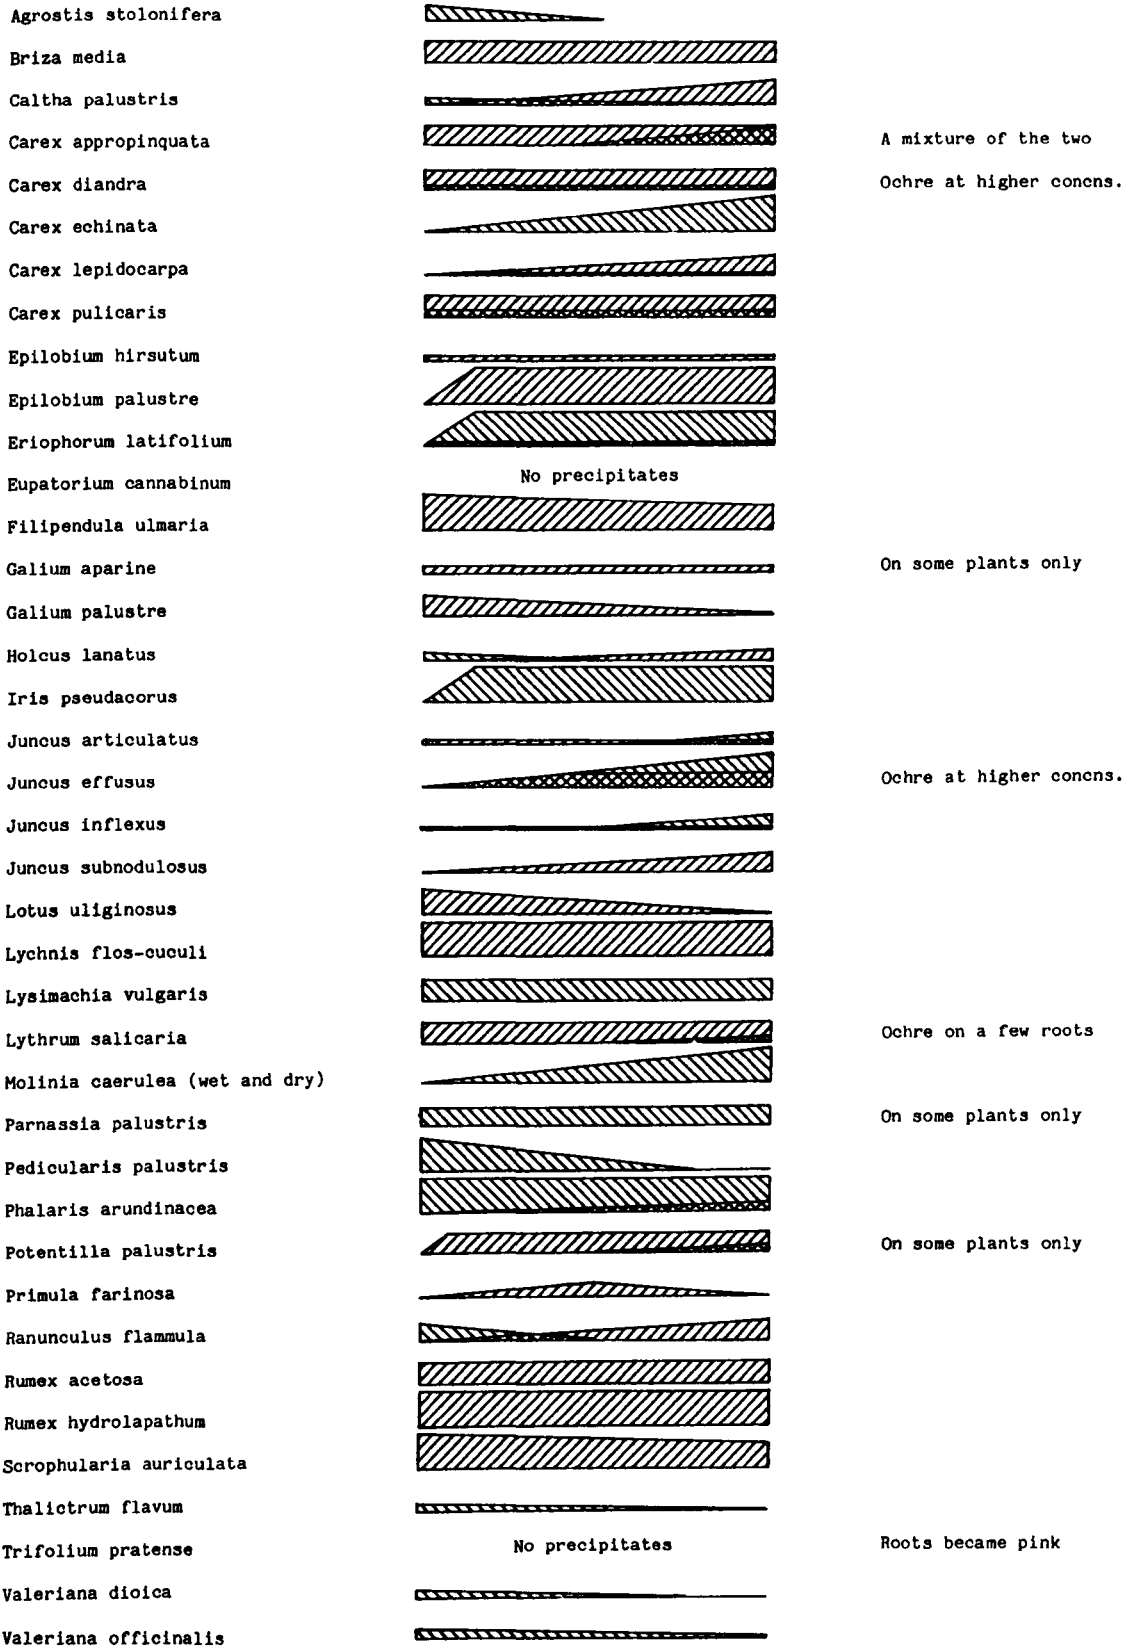 Agrostis stolonifera
Briza media
Caltha palustris
Carex appropinquata A mixture of the two
Carex diandra Ochre at higher concns.
Carex echinata
Carex lepidocarpa
Carex pulicaris
Epilobium hirsutum
Epilobium palustre
Eriophorum latifolium
Eupatorium cannabinum No precipitates
Filipendula ulmaria
Galium aparine On some plants only
Galium palustre
Holcus lanatus
Iris pseudacorus
Juncus articulatus
Juncus effusus Ochre at higher concns.
Juncus inflexus
Juncus subnodulosus
Lotus uliginosus
Lychnis flos-cuculi
Lysimachia vulgaris
Lythrum salicaria Ochre on a few roots
Molinia caerulea (wet and dry)
Parnassia palustris On some plants only
Pedicularis palustris
Phalaris arundinacea
Potentilla palustris On some plants only
Primula farinosa
Ranunculus flammula
Rumex acetosa
Rumex hydrolapathum
Scrophularia auriculata
Thalictrum flavum
Trifolium pratense No precipitates Roots became pink
Valeriana dioica
Valeriana officinalis